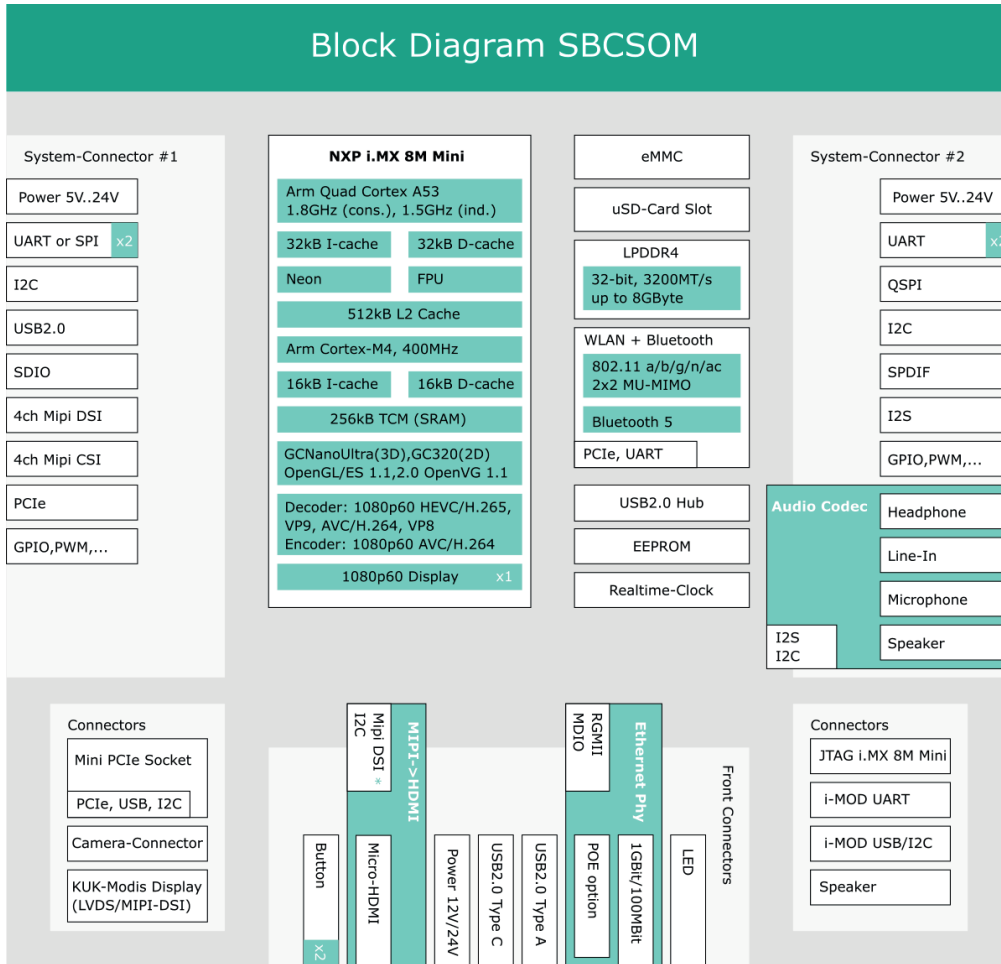 Block Diagram SBCSOM
System-Connector #1
Power 5V..24V
UART or SPI x2
I2C
USB2.0
SDIO
4ch Mipi DSI
4ch Mipi CSI
PCIe
GPIO,PWM,...
NXP i.MX 8M Mini
Arm Quad Cortex A53
1.8GHz (cons.), 1.5GHz (ind.)
32kB I-cache
32kB D-cache
Neon
FPU
512kB L2 Cache
Arm Cortex-M4, 400MHz
16kB I-cache
16kB D-cache
256kB TCM (SRAM)
GCNanoUltra(3D),GC320(2D)
OpenGL/ES 1.1,2.0 OpenVG 1.1
Decoder: 1080p60 HEVC/H.265,
VP9, AVC/H.264, VP8
Encoder: 1080p60 AVC/H.264
1080p60 Display x1
eMMC
uSD-Card Slot
LPDDR4
32-bit, 3200MT/s
up to 8GByte
WLAN + Bluetooth
802.11 a/b/g/n/ac
2x2 MU-MIMO
Bluetooth 5
PCIe, UART
USB2.0 Hub
EEPROM
Realtime-Clock
System-Connector #2
Power 5V..24V
UART x2
QSPI
I2C
SPDIF
I2S
GPIO,PWM,...
Audio Codec
Headphone
Line-In
Microphone
Speaker
I2S
I2C
Connectors
Mini PCIe Socket
PCIe, USB, I2C
Camera-Connector
KUK-Modis Display
(LVDS/MIPI-DSI)
Button x2
Mipi DSI *
I2C
MIPI->HDMI
Micro-HDMI
Power 12V/24V
USB2.0 Type C
USB2.0 Type A
RGMII
MDIO
Ethernet Phy
POE option
1GBit/100MBit
LED
Front Connectors
Connectors
JTAG i.MX 8M Mini
i-MOD UART
i-MOD USB/I2C
Speaker